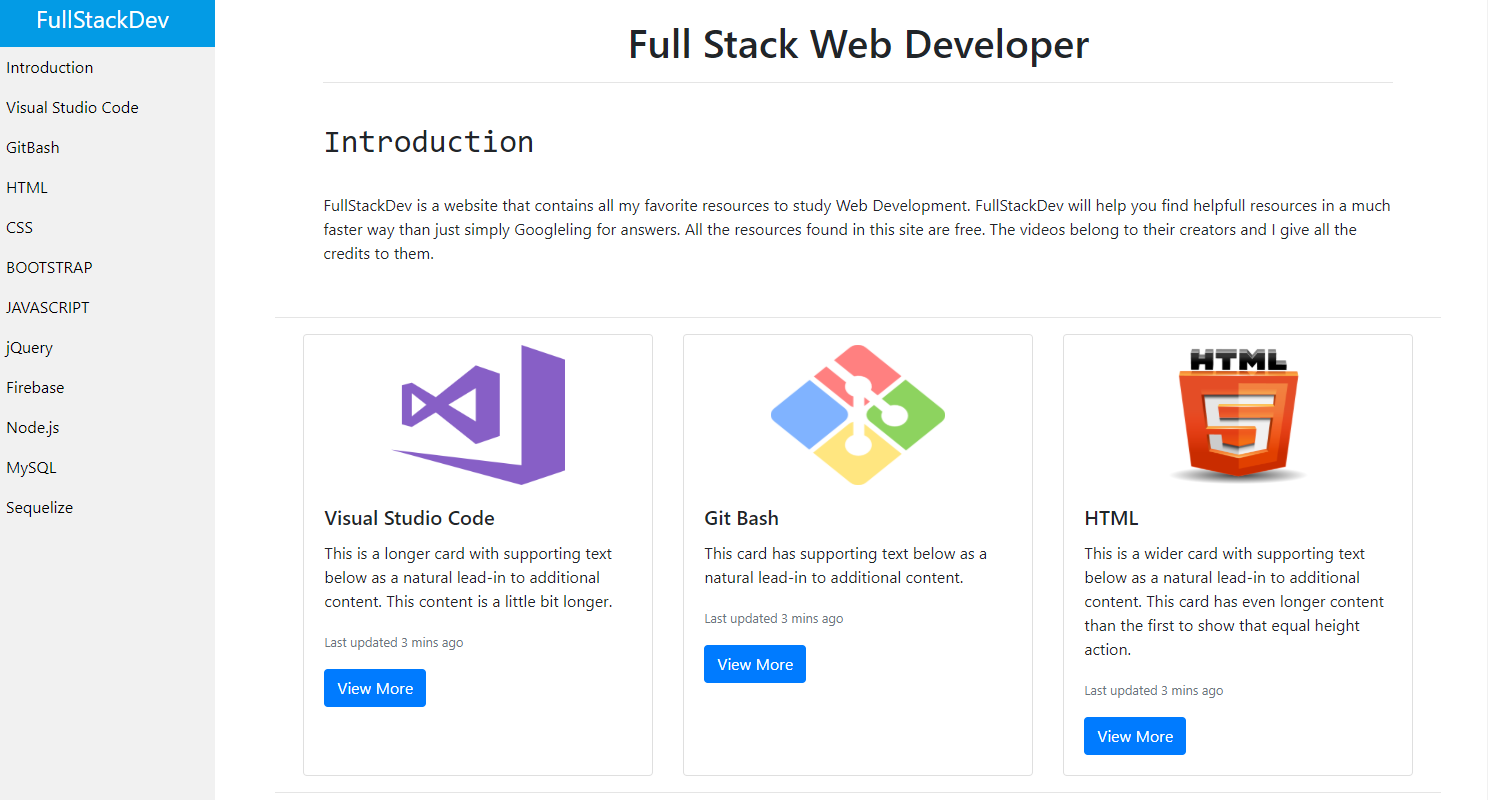 FullStackDev
Introduction
Visual Studio Code
GitBash
HTML
CSS
BOOTSTRAP
JAVASCRIPT
jQuery
Firebase
Node.js
MySQL
Sequelize
Full Stack Web Developer
Introduction
FullStackDev is a website that contains all my favorite resources to study Web Development. FullStackDev will help you find helpfull resources in a much
faster way than just simply Googleling for answers. All the resources found in this site are free. The videos belong to their creators and I give all the
credits to them.
Visual Studio Code
This is a longer card with supporting text
below as a natural lead-in to additional
content. This content is a little bit longer.
Last updated 3 mins ago
View More
Git Bash
This card has supporting text below as a
natural lead-in to additional content.
Last updated 3 mins ago
View More
HTML
5
HTML
This is a wider card with supporting text
below as a natural lead-in to additional
content. This card has even longer content
than the first to show that equal height
action.
Last updated 3 mins ago
View More